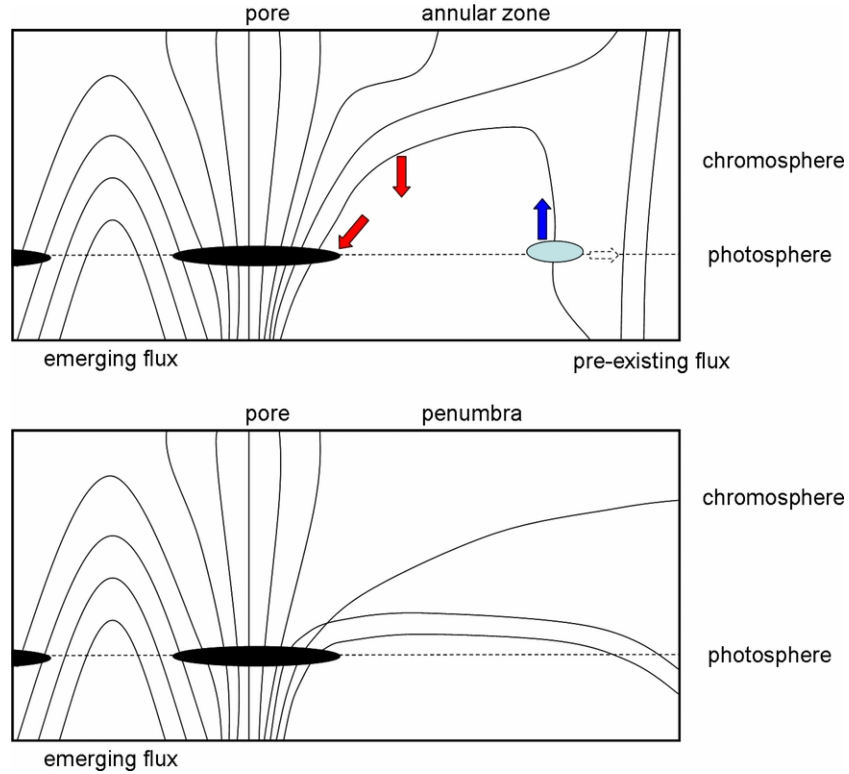 pore annular zone
chromosphere
photosphere
emerging flux pre-existing flux
pore penumbra
chromosphere
photosphere
emerging flux